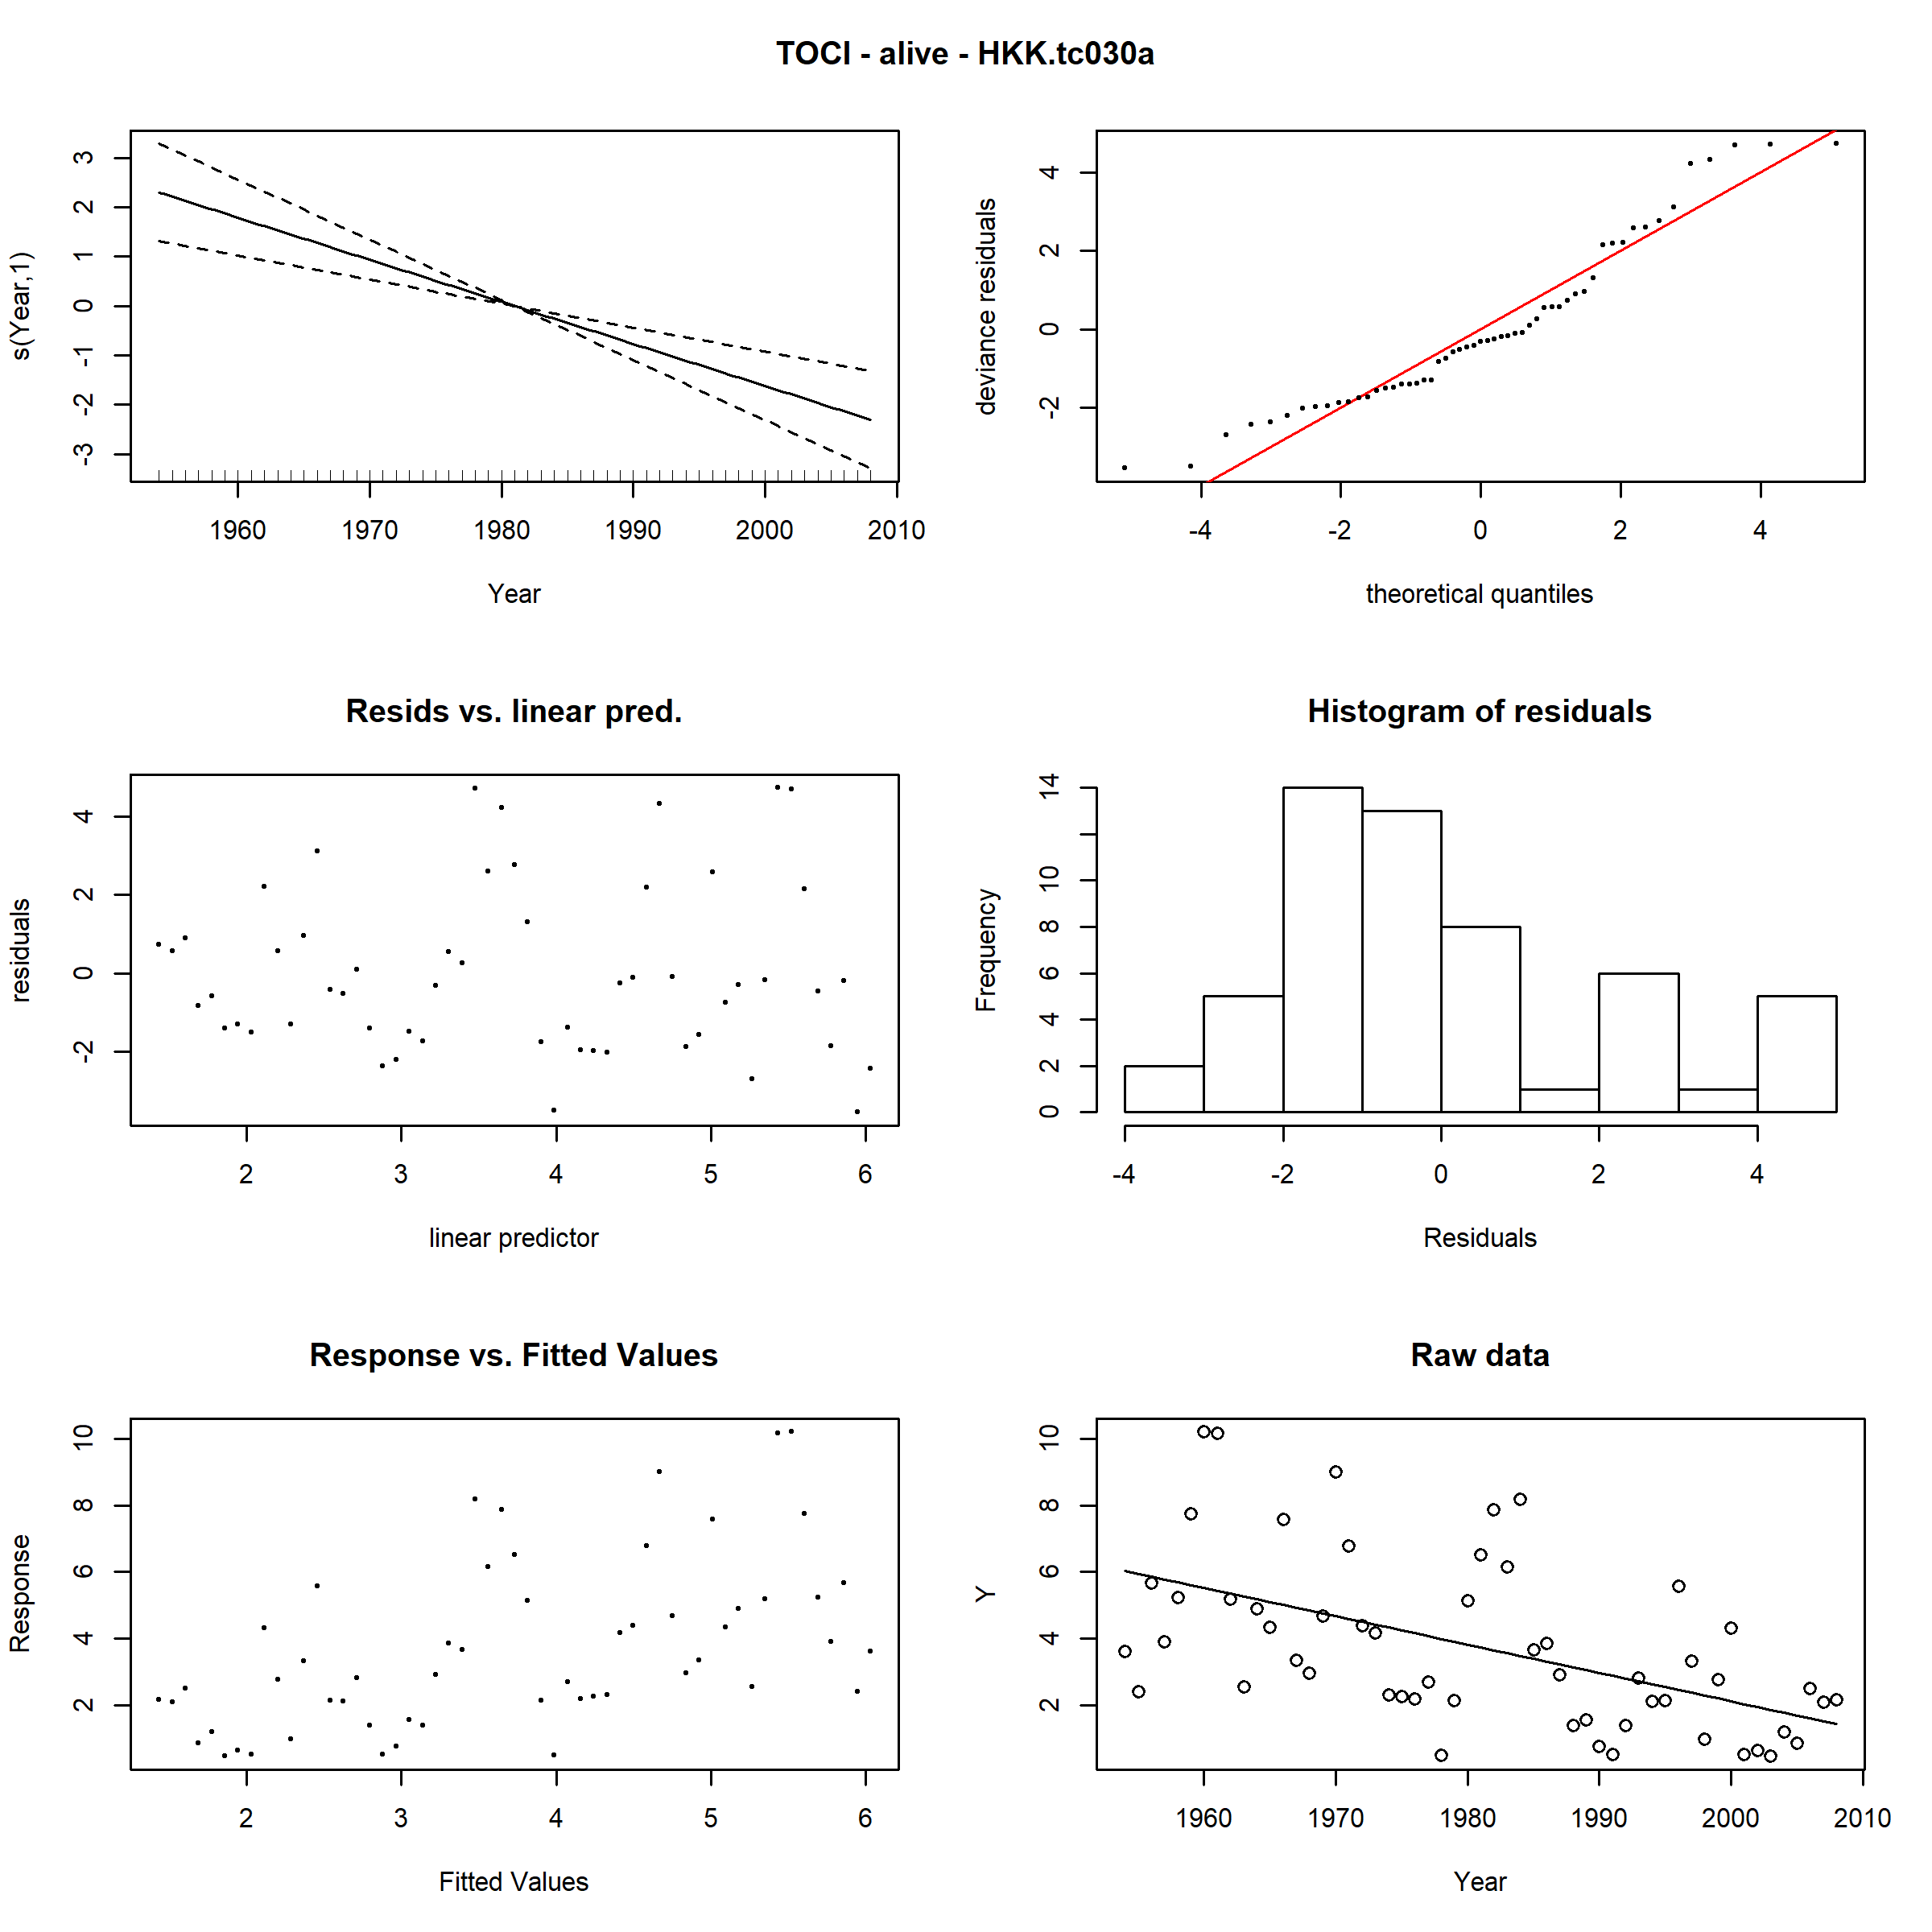 TOCI - alive - HKK.tc030a
s(Year,1)
3
2
1
0
-1
-2
-3
1960 1970 1980 1990 2000 2010
Year
deviance residuals
4
2
0
-2
-4 -2 0 2 4
theoretical quantiles
Resids vs. linear pred.
residuals
4
2
0
-2
2 3 4 5 6
linear predictor
Histogram of residuals
Frequency
14
10
8
6
4
2
0
-4 -2 0 2 4
Residuals
Response vs. Fitted Values
Response
10
8
6
4
2
2 3 4 5 6
Fitted Values
Raw data
Y
10
8
6
4
2
1960 1970 1980 1990 2000 2010
Year